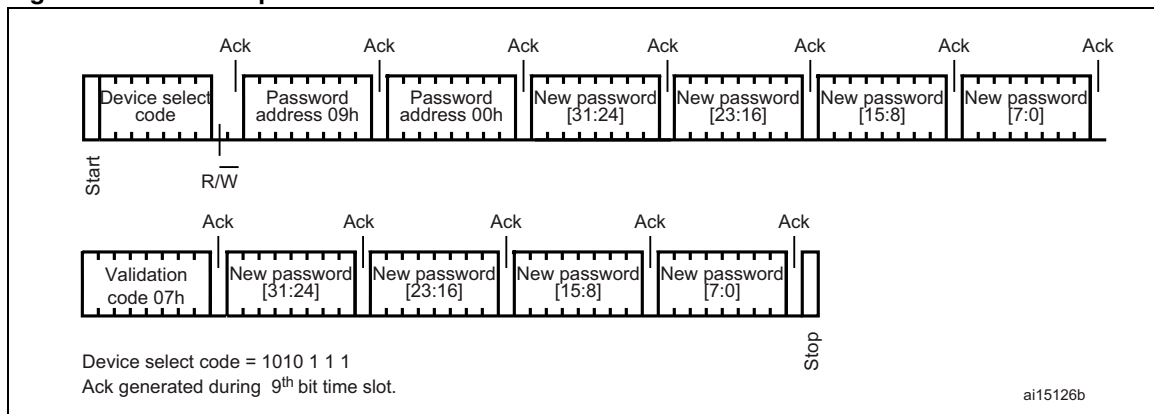 Ack Ack Ack Ack Ack Ack Ack
Device select code
Password address 09h
Password address 00h
New password [31:24]
New password [23:16]
New password [15:8]
New password [7:0]
Start
R/W
Ack Ack Ack Ack Ack
Validation code 07h
New password [31:24]
New password [23:16]
New password [15:8]
New password [7:0]
Stop
Device select code = 1010 1 1 1
Ack generated during 9th bit time slot.
ai15126b